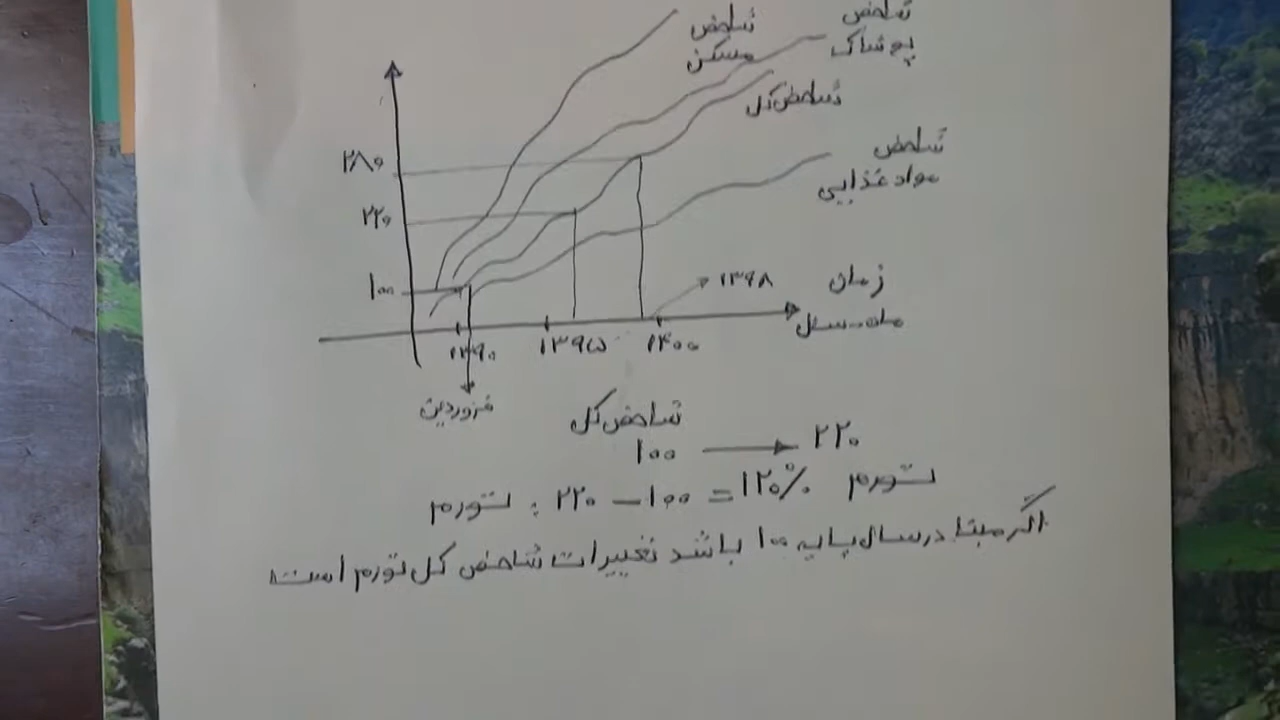 شاخص
مسکن
شاخص
پوشاک
شاخص کل
شاخص
مواد غذایی
۲۸۰
۲۲۰
۱۰۰
۱۳۹۸
زمان
ماه-سال
۱۳۹۰
۱۳۹۵
۱۴۰۰
فروردین
شاخص کل
۱۰۰ → ۲۲۰
تورم : ۲۲۰ - ۱۰۰ = ۱۲۰٪ تورم
اگر مبنا در سال پایه ۱۰۰ باشد تغییرات شاخص کل تورم است